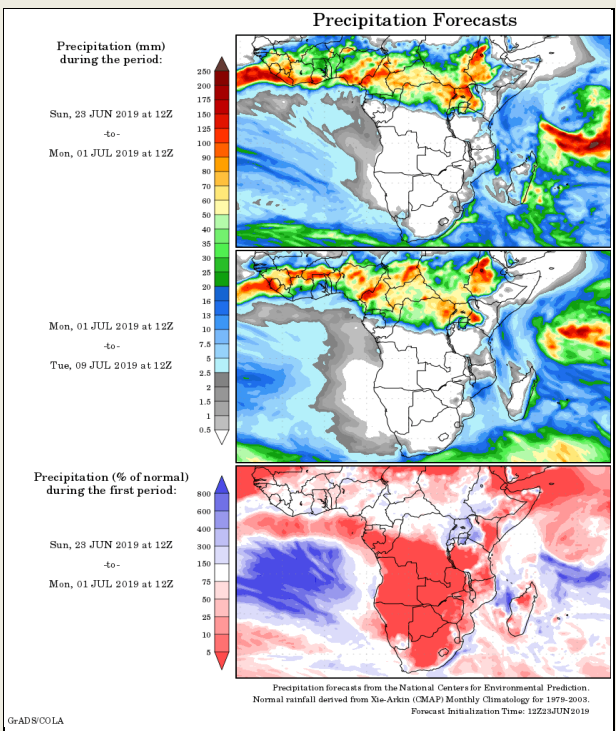 Precipitation Forecasts
Precipitation (mm)
during the period:
250
200
175
150
125
100
90
80
70
60
50
40
35
30
25
20
16
13
10
7.5
5
2.5
2
1.5
1
0.5
Sun, 23 JUN 2019 at 12Z
-to-
Mon, 01 JUL 2019 at 12Z
Mon, 01 JUL 2019 at 12Z
-to-
Tue, 09 JUL 2019 at 12Z
Precipitation (% of normal)
during the first period:
800
600
400
300
150
75
50
25
10
5
Sun, 23 JUN 2019 at 12Z
-to-
Mon, 01 JUL 2019 at 12Z
Precipitation forecasts from the National Centers for Environmental Prediction.
Normal rainfall derived from Xie-Arkin (CMAP) Monthly Climatology for 1979-2003.
Forecast Initialization Time: 12Z23JUN2019
GrADS/COLA